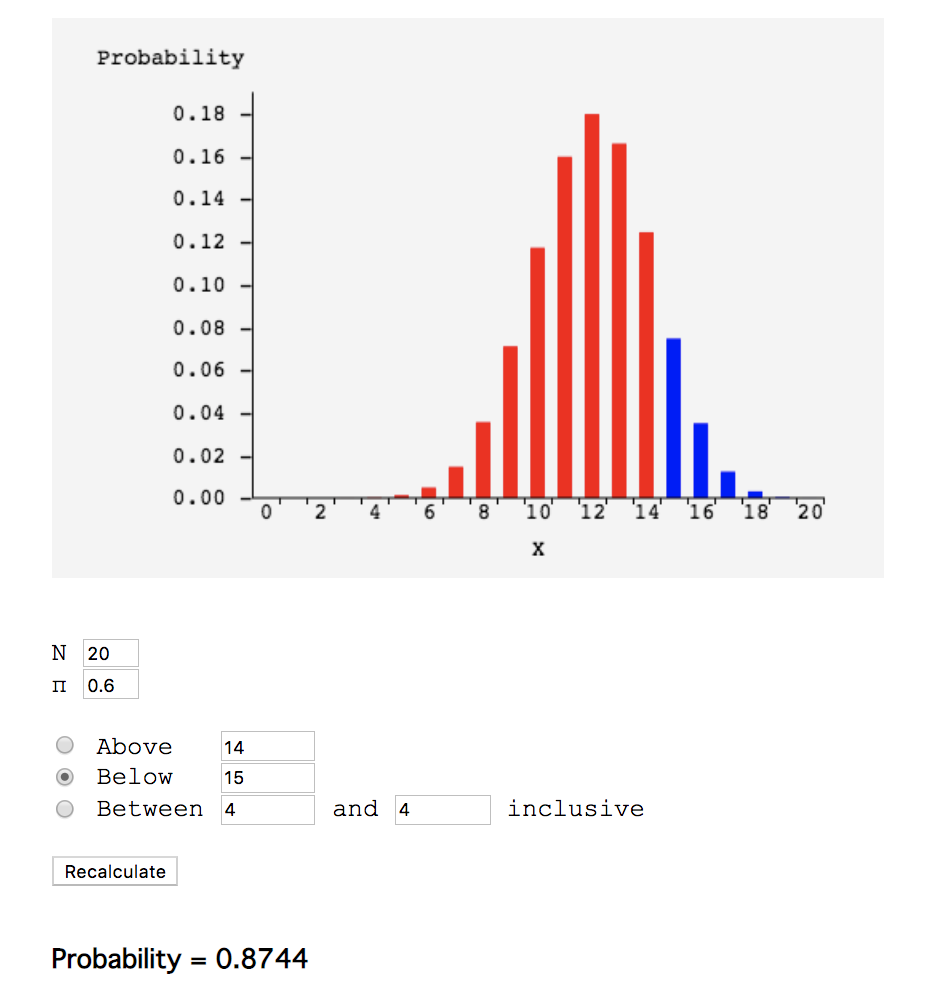 Probability
0.18
0.16
0.14
0.12
0.10
0.08
0.06
0.04
0.02
0.00
0 2 4 6 8 10 12 14 16 18 20
X
N 20
π 0.6
Above 14
Below 15
Between 4 and 4 inclusive
Recalculate
Probability = 0.8744